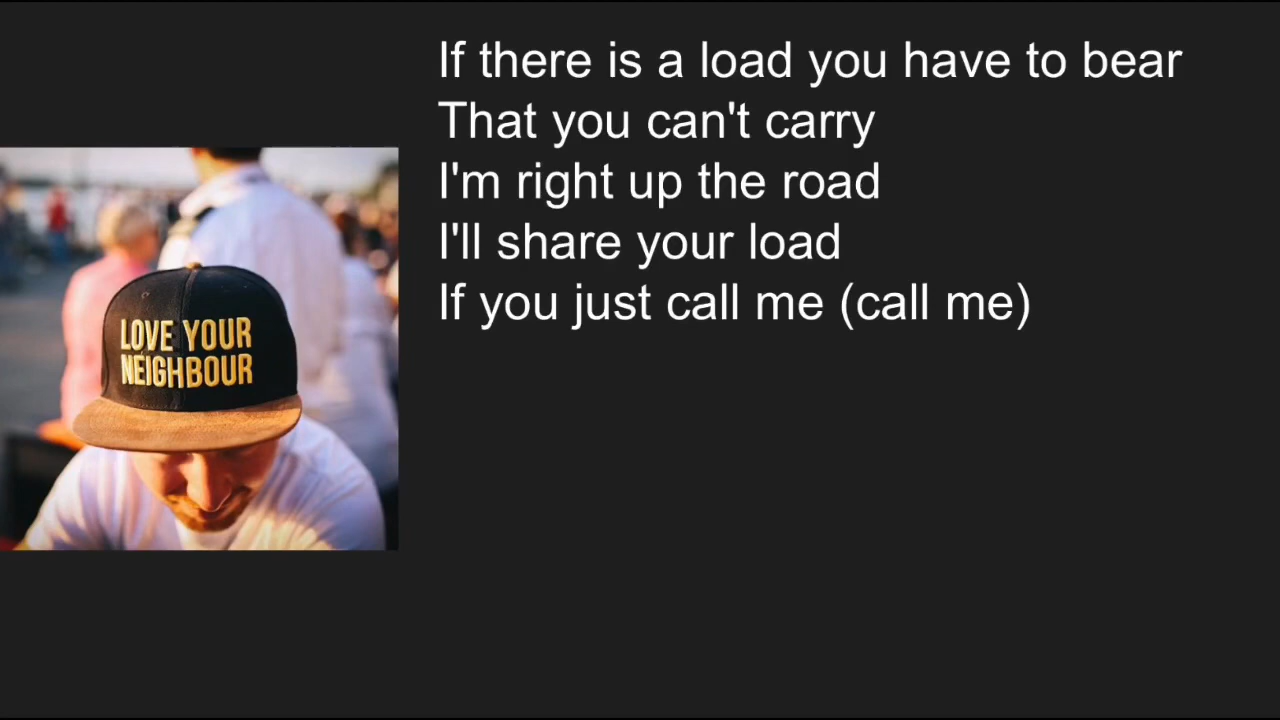 If there is a load you have to bear
That you can't carry
I'm right up the road
I'll share your load
If you just call me (call me)
LOVE YOUR
NEIGHBOUR